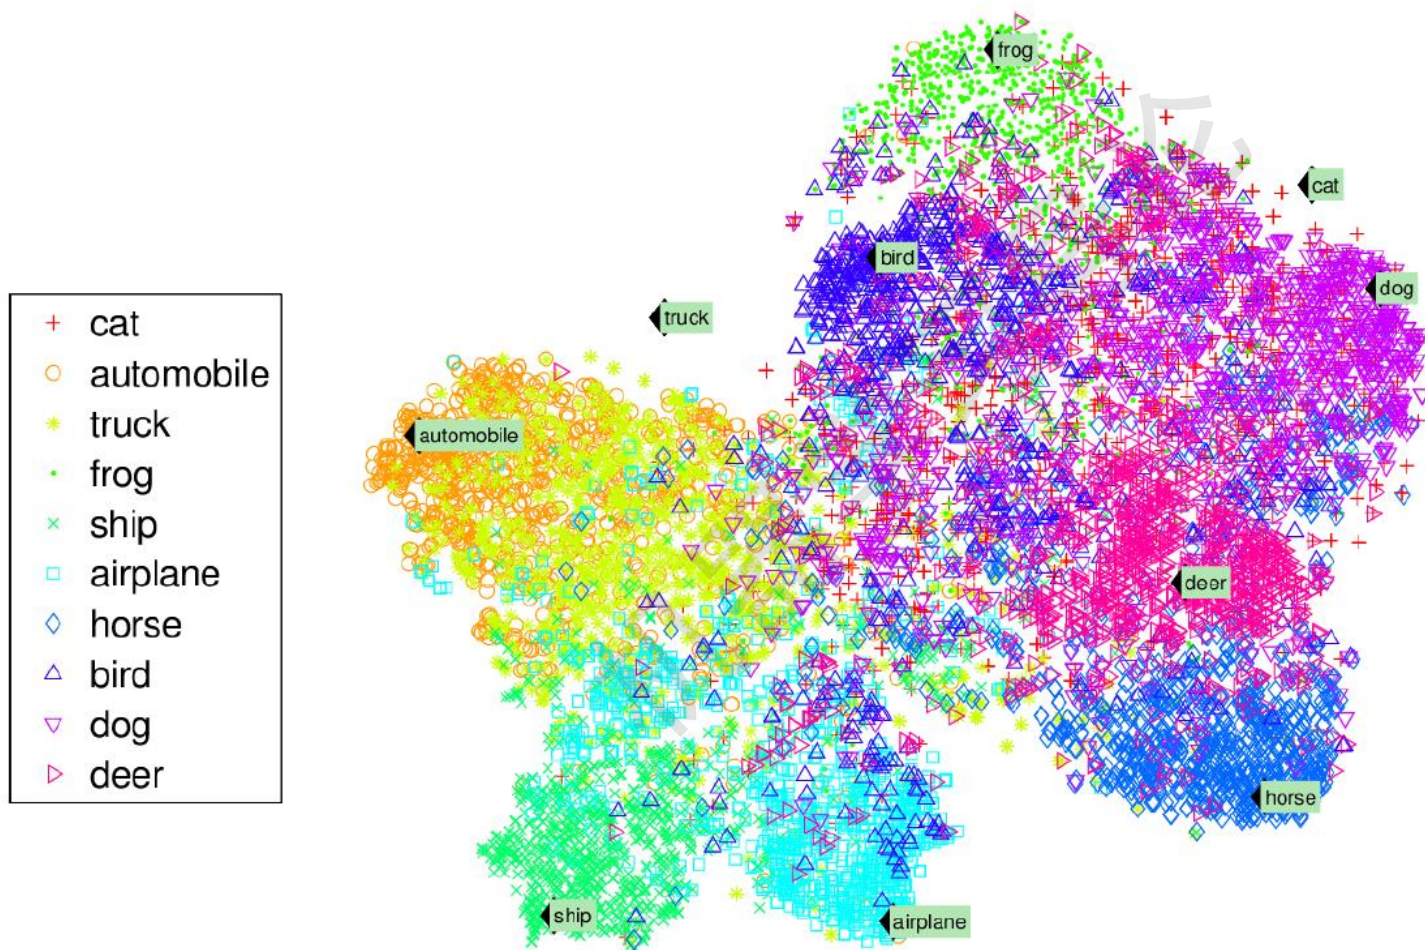 cat
automobile
truck
frog
ship
airplane
horse
bird
dog
deer
frog
cat
bird
dog
truck
automobile
deer
horse
ship
airplane